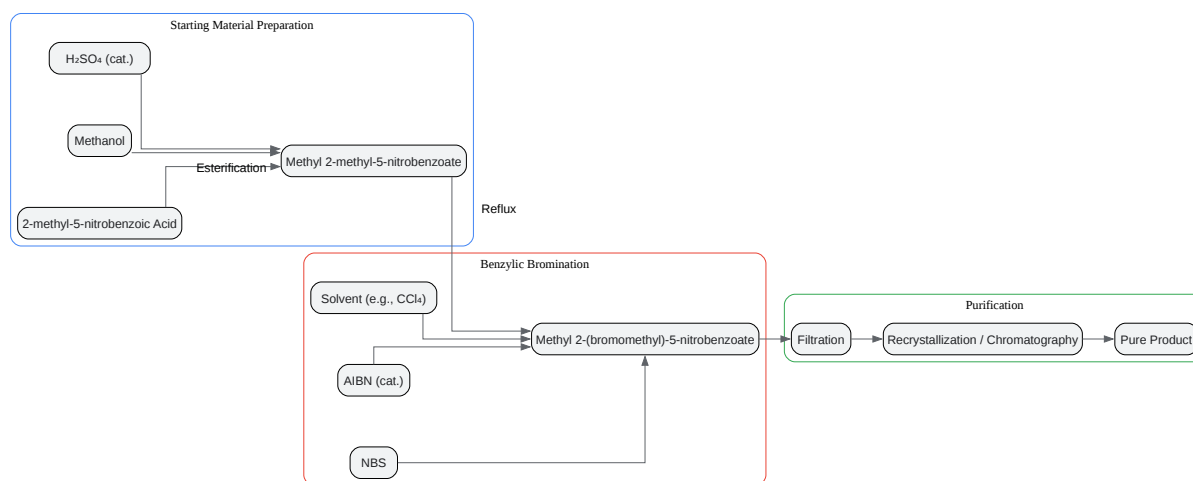 Starting Material Preparation
H₂SO₄ (cat.)
Methanol
Esterification
Methyl 2-methyl-5-nitrobenzoate
2-methyl-5-nitrobenzoic Acid
Reflux
Benzylic Bromination
Solvent (e.g., CCl₄)
AIBN (cat.)
NBS
Methyl 2-(bromomethyl)-5-nitrobenzoate
Purification
Filtration
Recrystallization / Chromatography
Pure Product